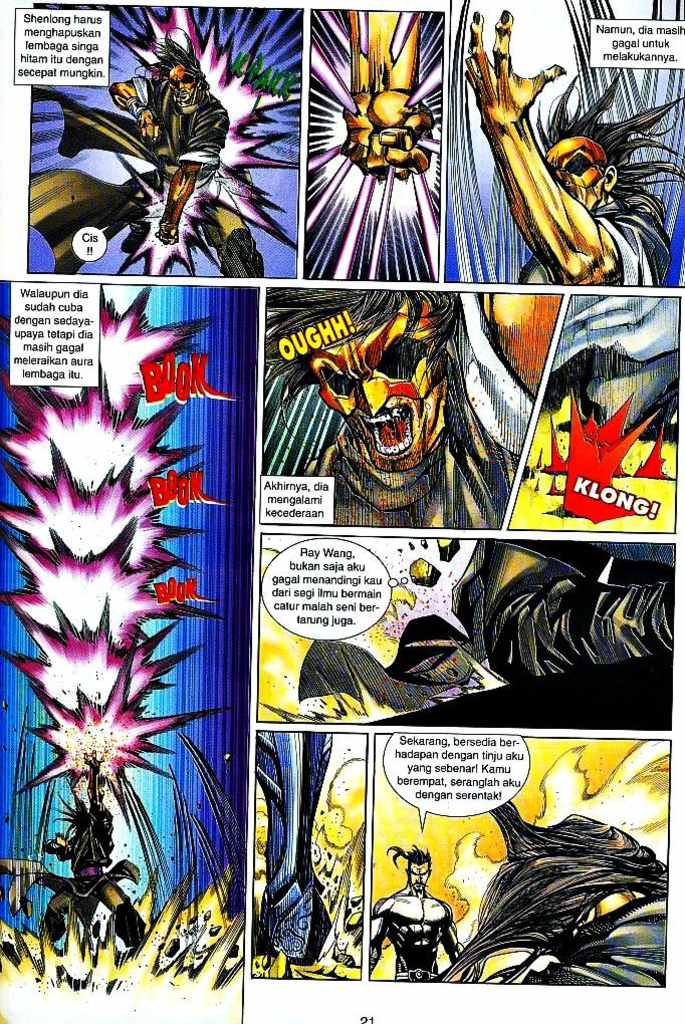 Shenlong harus
menghapuskan
lembaga singa
hitam itu dengan
secepat mungkin.
KPACK
Cis
!!
Namun, dia masih
gagal untuk
melakukannya.
Walaupun dia
sudah cuba
dengan sedaya-
upaya tetapi dia
masih gagal
meleraikan aura
lembaga itu.
BOOK
BOOK
BOOK
OUGHH!
Akhirnya, dia
mengalami
kecederaan
KLONG!
Ray Wang,
bukan saja aku
gagal menandingi kau
dari segi ilmu bermain
catur malah seni ber-
tarung juga.
Sekarang, bersedia ber-
hadapan dengan tinju aku
yang sebenar! Kamu
berempat, seranglah aku
dengan serentak!
21